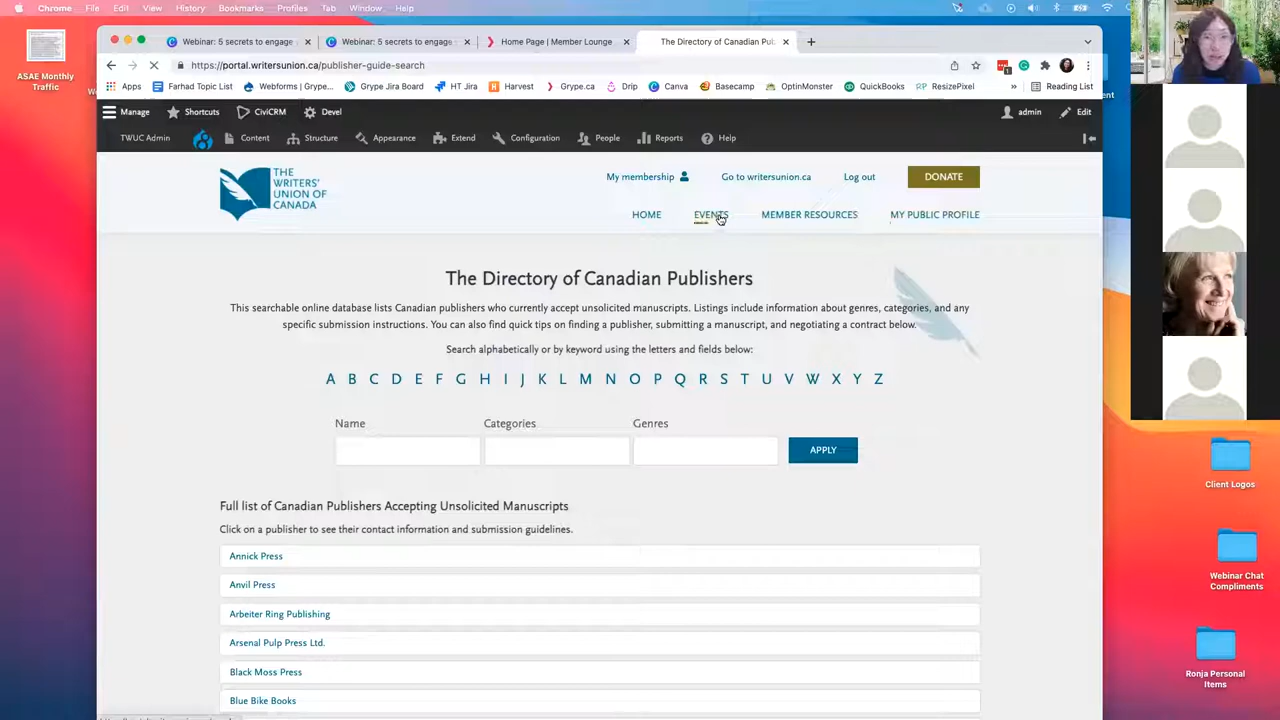 Chrome File Edit View History Bookmarks Profiles Tab Window Help
ASAE Monthly
Traffic
Webinar: 5 secrets to engage
Webinar: 5 secrets to engage
Home Page | Member Lounge
The Directory of Canadian Pub
https://portal.writersunion.ca/publisher-guide-search
Apps Farhad Topic List Webforms | Grype... Grype Jira Board HT Jira Harvest Grype.ca Drip Canva Basecamp OptinMonster QuickBooks ResizePixel » Reading List
Manage Shortcuts CiviCRM Devel admin Edit
TWUC Admin Content Structure Appearance Extend Configuration People Reports Help
THE
WRITERS'
UNION OF
CANADA
My membership Go to writersunion.ca Log out DONATE
HOME EVENTS MEMBER RESOURCES MY PUBLIC PROFILE
The Directory of Canadian Publishers
This searchable online database lists Canadian publishers who currently accept unsolicited manuscripts. Listings include information about genres, categories, and any
specific submission instructions. You can also find quick tips on finding a publisher, submitting a manuscript, and negotiating a contract below.
Search alphabetically or by keyword using the letters and fields below:
A B C D E F G H I J K L M N O P Q R S T U V W X Y Z
Name Categories Genres
APPLY
Full list of Canadian Publishers Accepting Unsolicited Manuscripts
Click on a publisher to see their contact information and submission guidelines.
Annick Press
Anvil Press
Arbeiter Ring Publishing
Arsenal Pulp Press Ltd.
Black Moss Press
Blue Bike Books
Client Logos
Webinar Chat
Compliments
Ronja Personal
Items